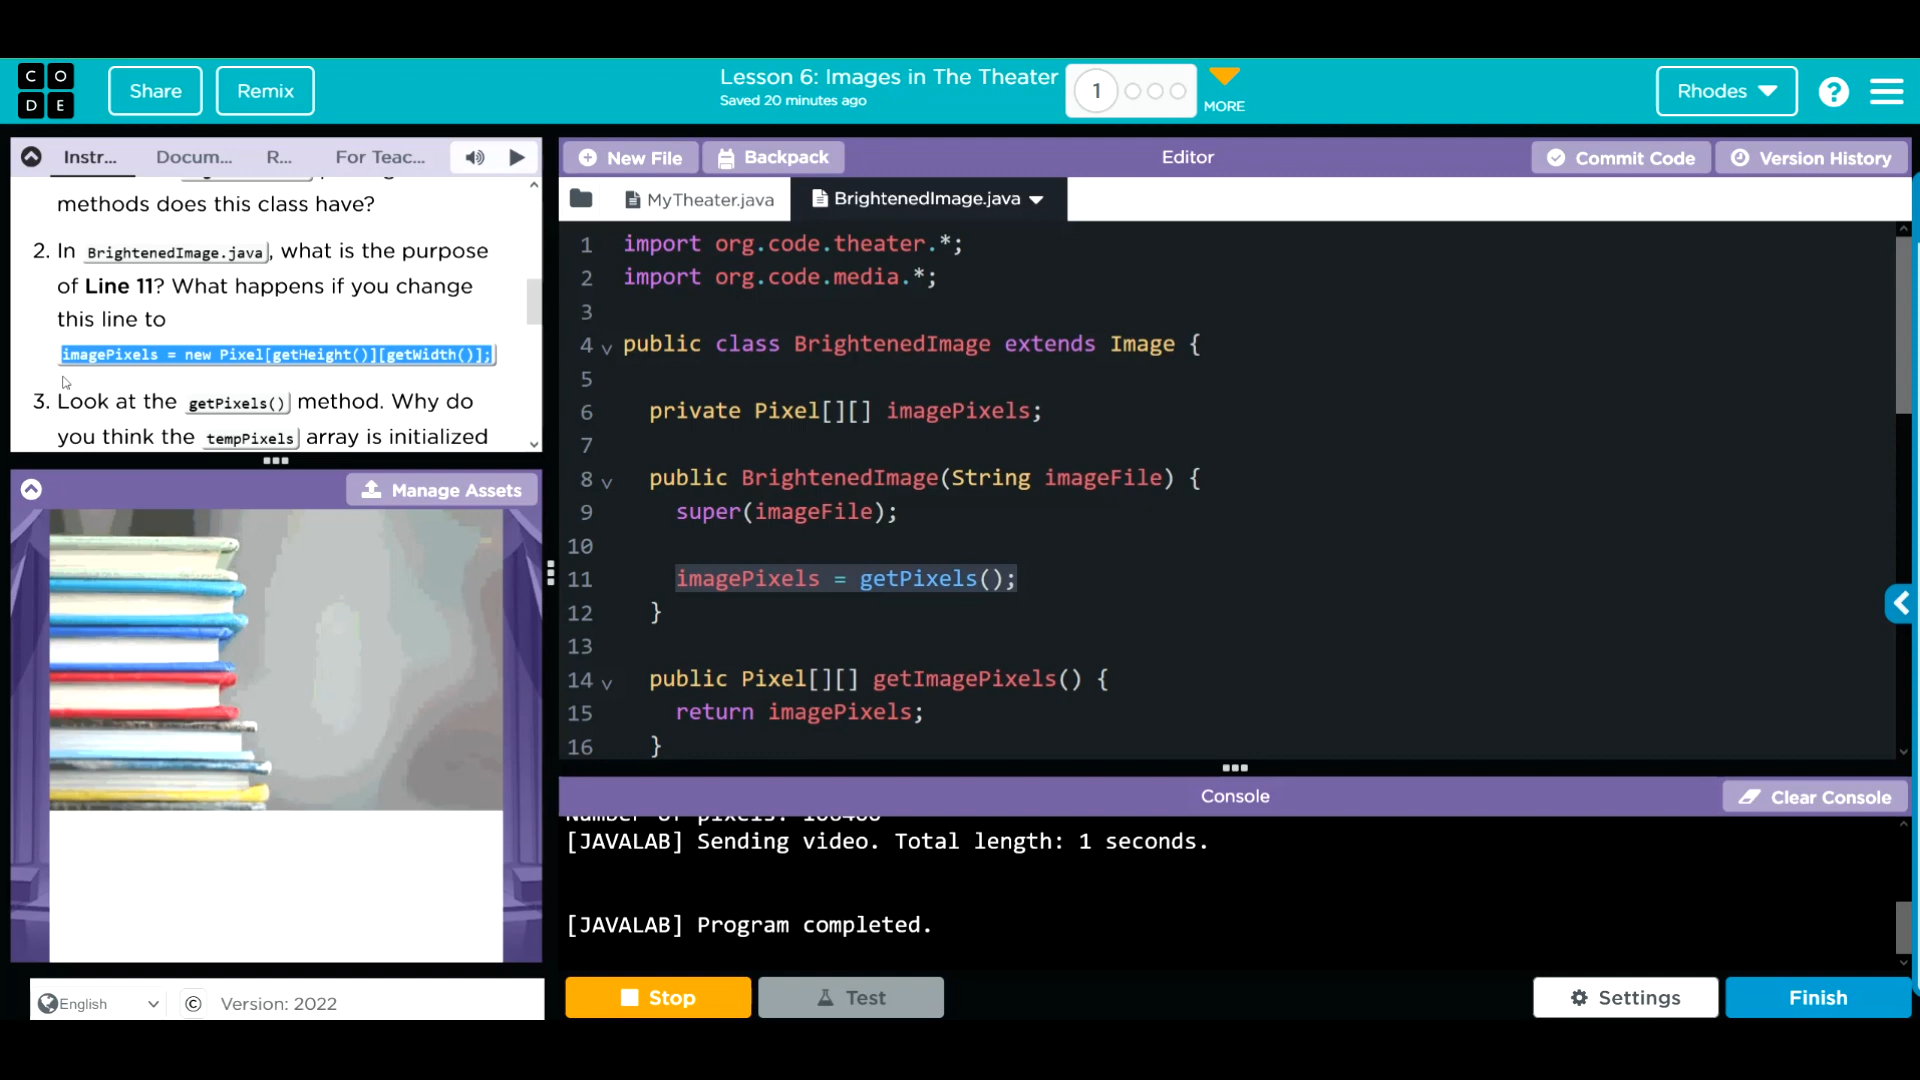 C O
D E
Share
Remix
Lesson 6: Images in The Theater
Saved 20 minutes ago
1
MORE
Rhodes
?
Instr...
Docum...
R...
For Teac...
methods does this class have?
2. In BrightenedImage.java, what is the purpose
of Line 11? What happens if you change
this line to
imagePixels = new Pixel[getHeight()][getWidth()];
3. Look at the getPixels() method. Why do
you think the tempPixels array is initialized
Manage Assets
English
© Version: 2022
New File
Backpack
Editor
Commit Code
Version History
MyTheater.java
BrightenedImage.java
1 import org.code.theater.*;
2 import org.code.media.*;
3
4 public class BrightenedImage extends Image {
5
6 private Pixel[][] imagePixels;
7
8 public BrightenedImage(String imageFile) {
9 super(imageFile);
10
11 imagePixels = getPixels();
12 }
13
14 public Pixel[][] getImagePixels() {
15 return imagePixels;
16 }
Console
Clear Console
[JAVALAB] Sending video. Total length: 1 seconds.
[JAVALAB] Program completed.
Stop
Test
Settings
Finish